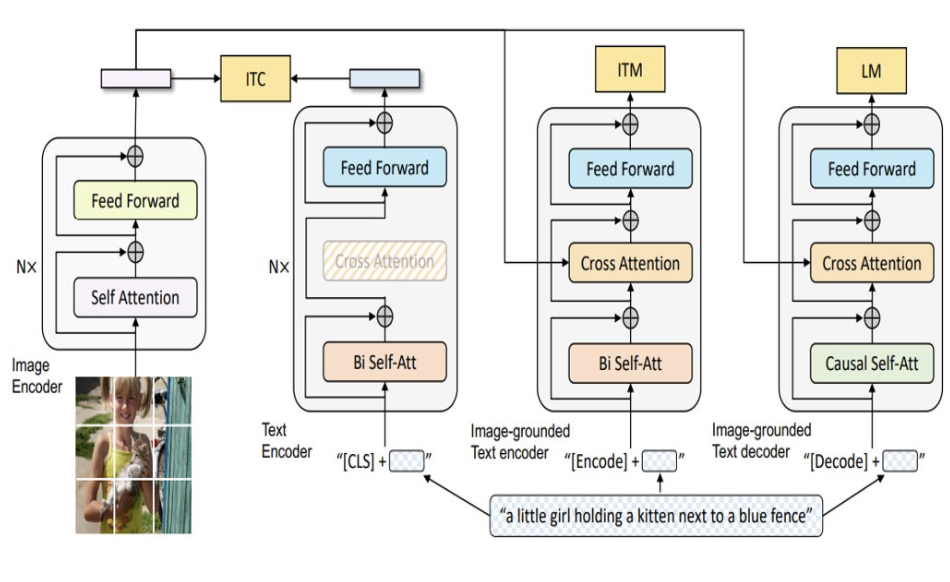 ITC
ITM
LM
Feed Forward
Self Attention
N×
Image
Encoder
Feed Forward
Cross Attention
Bi Self-Att
N×
Text
Encoder
"[CLS] + "
Feed Forward
Cross Attention
Bi Self-Att
Image-grounded
Text encoder
"[Encode] + "
Feed Forward
Cross Attention
Causal Self-Att
Image-grounded
Text decoder
"[Decode] + "
"a little girl holding a kitten next to a blue fence"